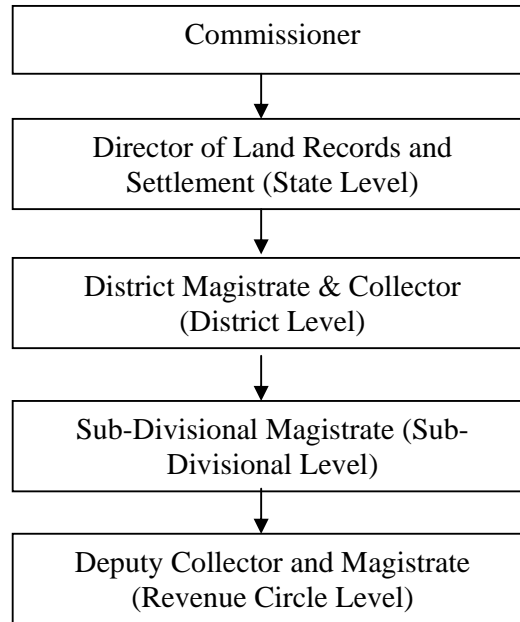 Commissioner
Director of Land Records and
Settlement (State Level)
District Magistrate & Collector
(District Level)
Sub-Divisional Magistrate (Sub-
Divisional Level)
Deputy Collector and Magistrate
(Revenue Circle Level)